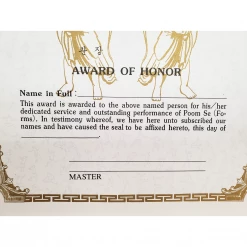 관 장
AWARD OF HONOR
Name in Full:
This award is awarded to the above named person for his/her
dedicated service and outstanding performance of Poom Se (Fo-
rms). In testimony whereof, we have here unto subscribed our
names and have caused the seal to be affixed hereto, this day of
.
MASTER